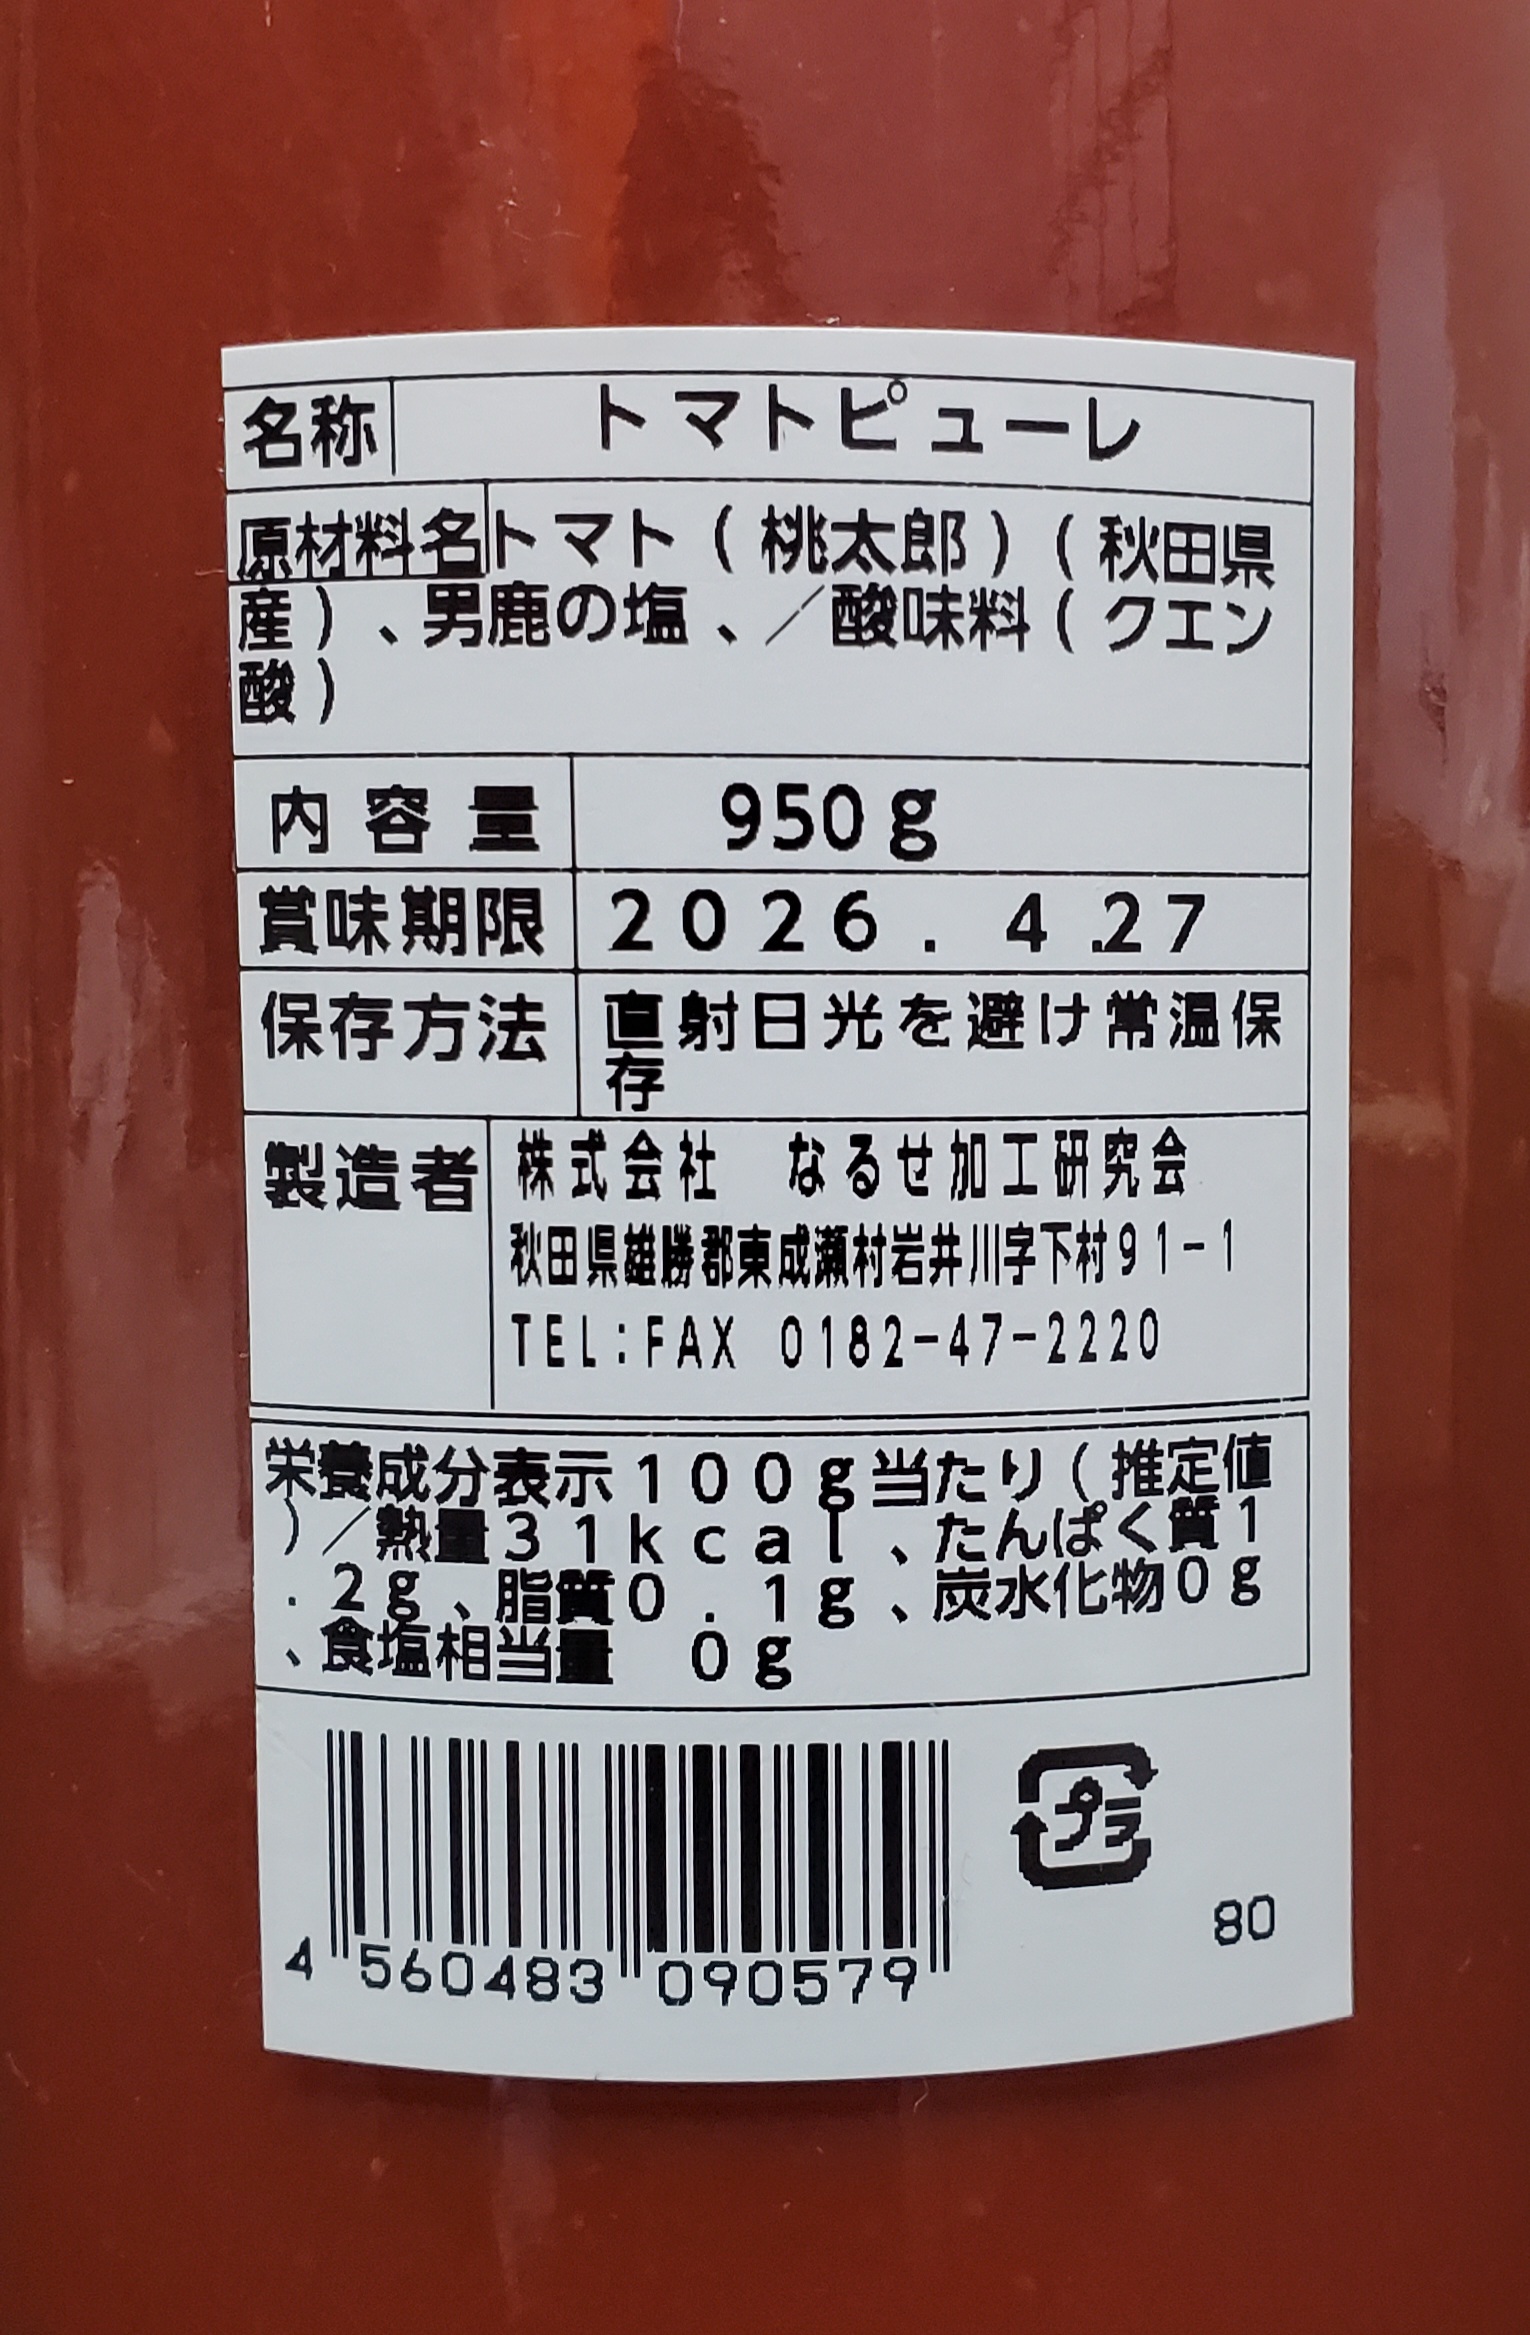 名称 トマトピューレ
原材料名 トマト(桃太郎)(秋田県
産)、男鹿の塩、／酸味料(クエン
酸)
内容量 950g
賞味期限 2026. 4.27
保存方法 直射日光を避け常温保
存
製造者 株式会社 なるせ加工研究会
秋田県雄勝郡東成瀬村岩井川字下村91-1
TEL:FAX 0182-47-2220
栄養成分表示100g当たり(推定値
)／熱量31kcal、たんぱく質1
.2g、脂質0.1g、炭水化物0g
、食塩相当量 0g
プラ
80
4 560483 090579